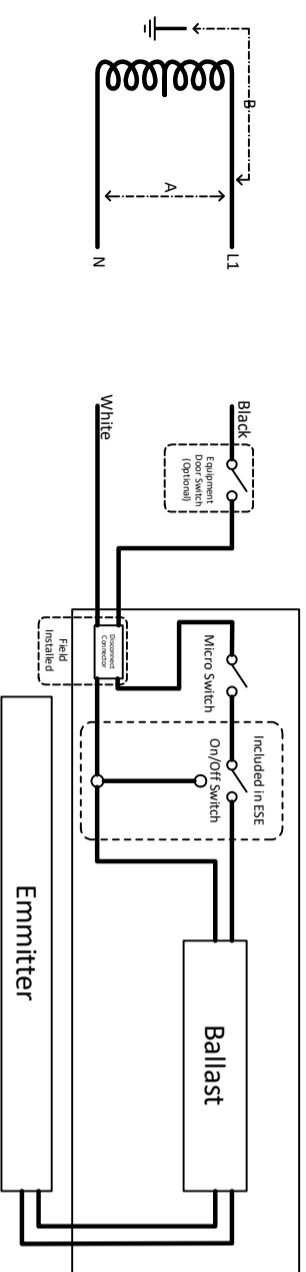 B
A
L1
N
Black
White
Equipment
Door Switch
(Optional)
Disconnect
Connector
Field
Installed
Micro Switch
Included in ESE
On/Off Switch
Ballast
Emmitter